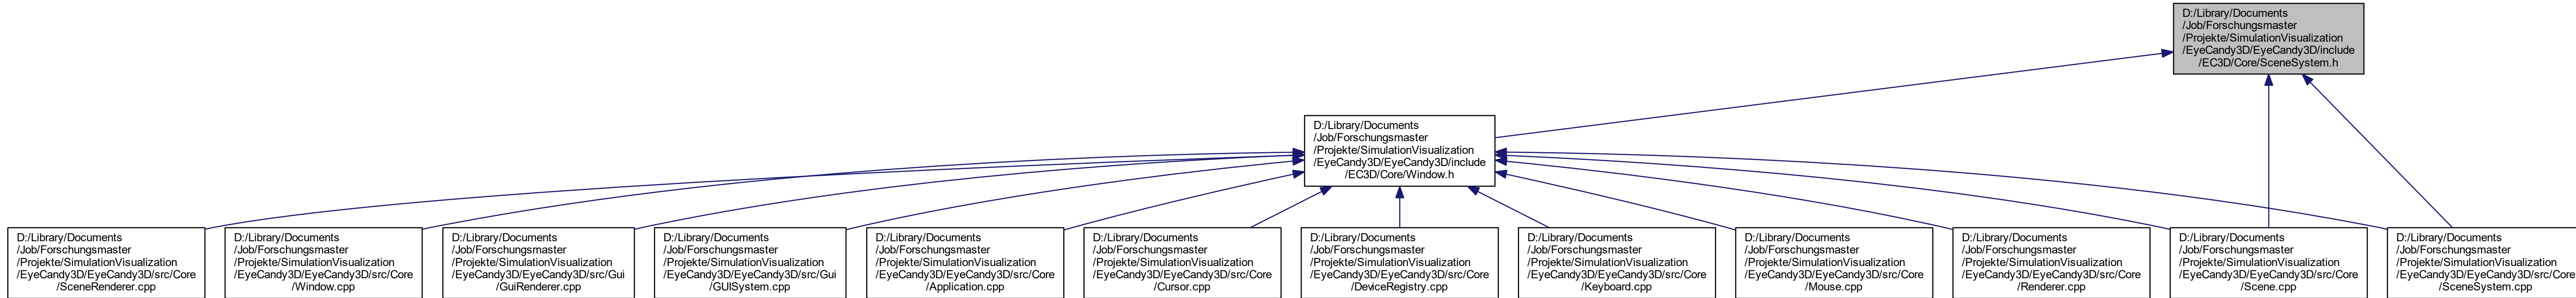 D:/Library/Documents
/Job/Forschungsmaster
/Projekte/SimulationVisualization
/EyeCandy3D/EyeCandy3D/include
/EC3D/Core/SceneSystem.h
D:/Library/Documents
/Job/Forschungsmaster
/Projekte/SimulationVisualization
/EyeCandy3D/EyeCandy3D/include
/EC3D/Core/Window.h
D:/Library/Documents
/Job/Forschungsmaster
/Projekte/SimulationVisualization
/EyeCandy3D/EyeCandy3D/src/Core
/SceneRenderer.cpp
D:/Library/Documents
/Job/Forschungsmaster
/Projekte/SimulationVisualization
/EyeCandy3D/EyeCandy3D/src/Core
/Window.cpp
D:/Library/Documents
/Job/Forschungsmaster
/Projekte/SimulationVisualization
/EyeCandy3D/EyeCandy3D/src/Gui
/GuiRenderer.cpp
D:/Library/Documents
/Job/Forschungsmaster
/Projekte/SimulationVisualization
/EyeCandy3D/EyeCandy3D/src/Gui
/GUISystem.cpp
D:/Library/Documents
/Job/Forschungsmaster
/Projekte/SimulationVisualization
/EyeCandy3D/EyeCandy3D/src/Core
/Application.cpp
D:/Library/Documents
/Job/Forschungsmaster
/Projekte/SimulationVisualization
/EyeCandy3D/EyeCandy3D/src/Core
/Cursor.cpp
D:/Library/Documents
/Job/Forschungsmaster
/Projekte/SimulationVisualization
/EyeCandy3D/EyeCandy3D/src/Core
/DeviceRegistry.cpp
D:/Library/Documents
/Job/Forschungsmaster
/Projekte/SimulationVisualization
/EyeCandy3D/EyeCandy3D/src/Core
/Keyboard.cpp
D:/Library/Documents
/Job/Forschungsmaster
/Projekte/SimulationVisualization
/EyeCandy3D/EyeCandy3D/src/Core
/Mouse.cpp
D:/Library/Documents
/Job/Forschungsmaster
/Projekte/SimulationVisualization
/EyeCandy3D/EyeCandy3D/src/Core
/Renderer.cpp
D:/Library/Documents
/Job/Forschungsmaster
/Projekte/SimulationVisualization
/EyeCandy3D/EyeCandy3D/src/Core
/Scene.cpp
D:/Library/Documents
/Job/Forschungsmaster
/Projekte/SimulationVisualization
/EyeCandy3D/EyeCandy3D/src/Core
/SceneSystem.cpp